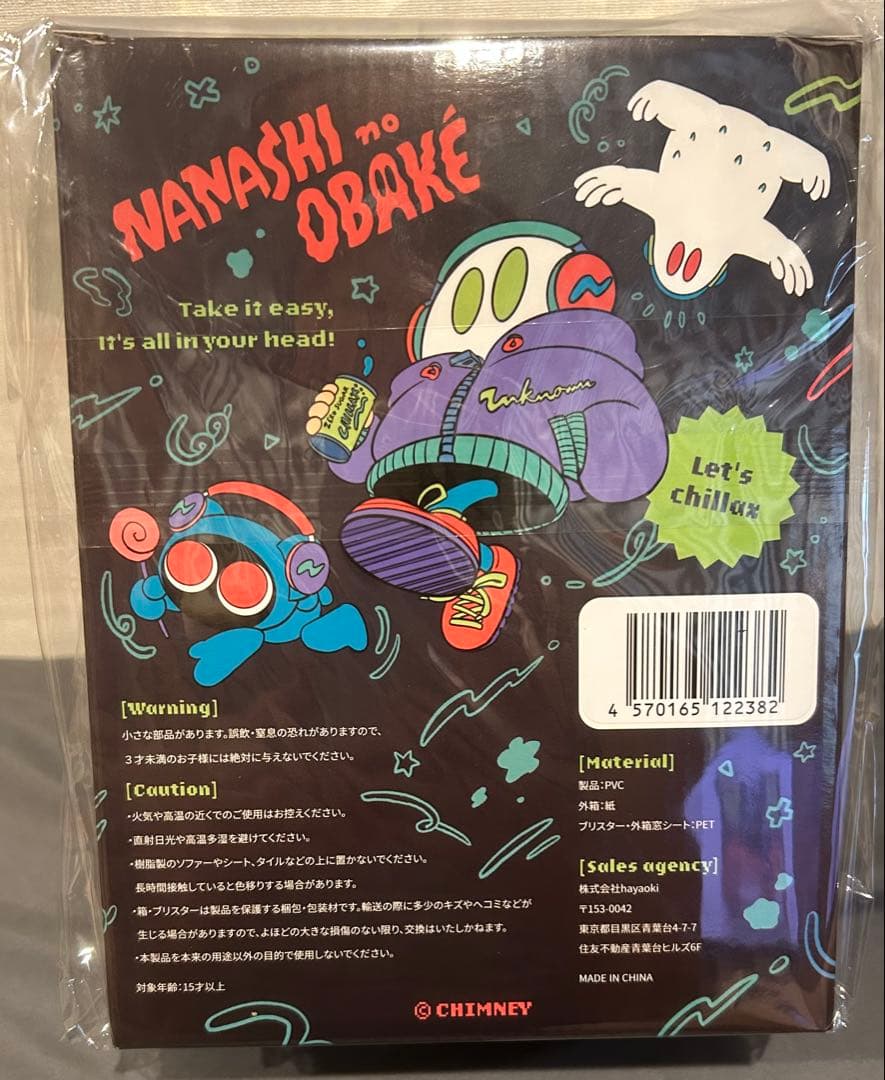 NANASHI no
OBAKÉ
Take it easy,
It's all in your head!
Unknown
ZERO SUGAR
Let's
chillax
4 570165 122382
[Warning]
小さな部品があります。誤飲・窒息の恐れがありますので、
３才未満のお子様には絶対に与えないでください。
[Caution]
・火気や高温の近くでのご使用はお控えください。
・直射日光や高温多湿を避けてください。
・樹脂製のソファーやシート、タイルなどの上に置かないでください。
長時間接触していると色移りする場合があります。
・箱・ブリスターは製品を保護する梱包・包装材です。輸送の際に多少のキズやヘコミなどが
生じる場合がありますので、よほどの大きな損傷のない限り、交換はいたしかねます。
・本製品を本来の用途以外の目的で使用しないでください。
対象年齢:15才以上
[Material]
製品:PVC
外箱:紙
ブリスター・外箱窓シート:PET
[Sales agency]
株式会社hayaoki
〒153-0042
東京都目黒区青葉台4-7-7
住友不動産青葉台ヒルズ6F
MADE IN CHINA
© CHIMNEY